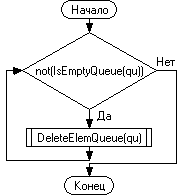 Начало
not(IsEmptyQueue(qu))
Нет
Да
DeleteElemQueue(qu)
Конец